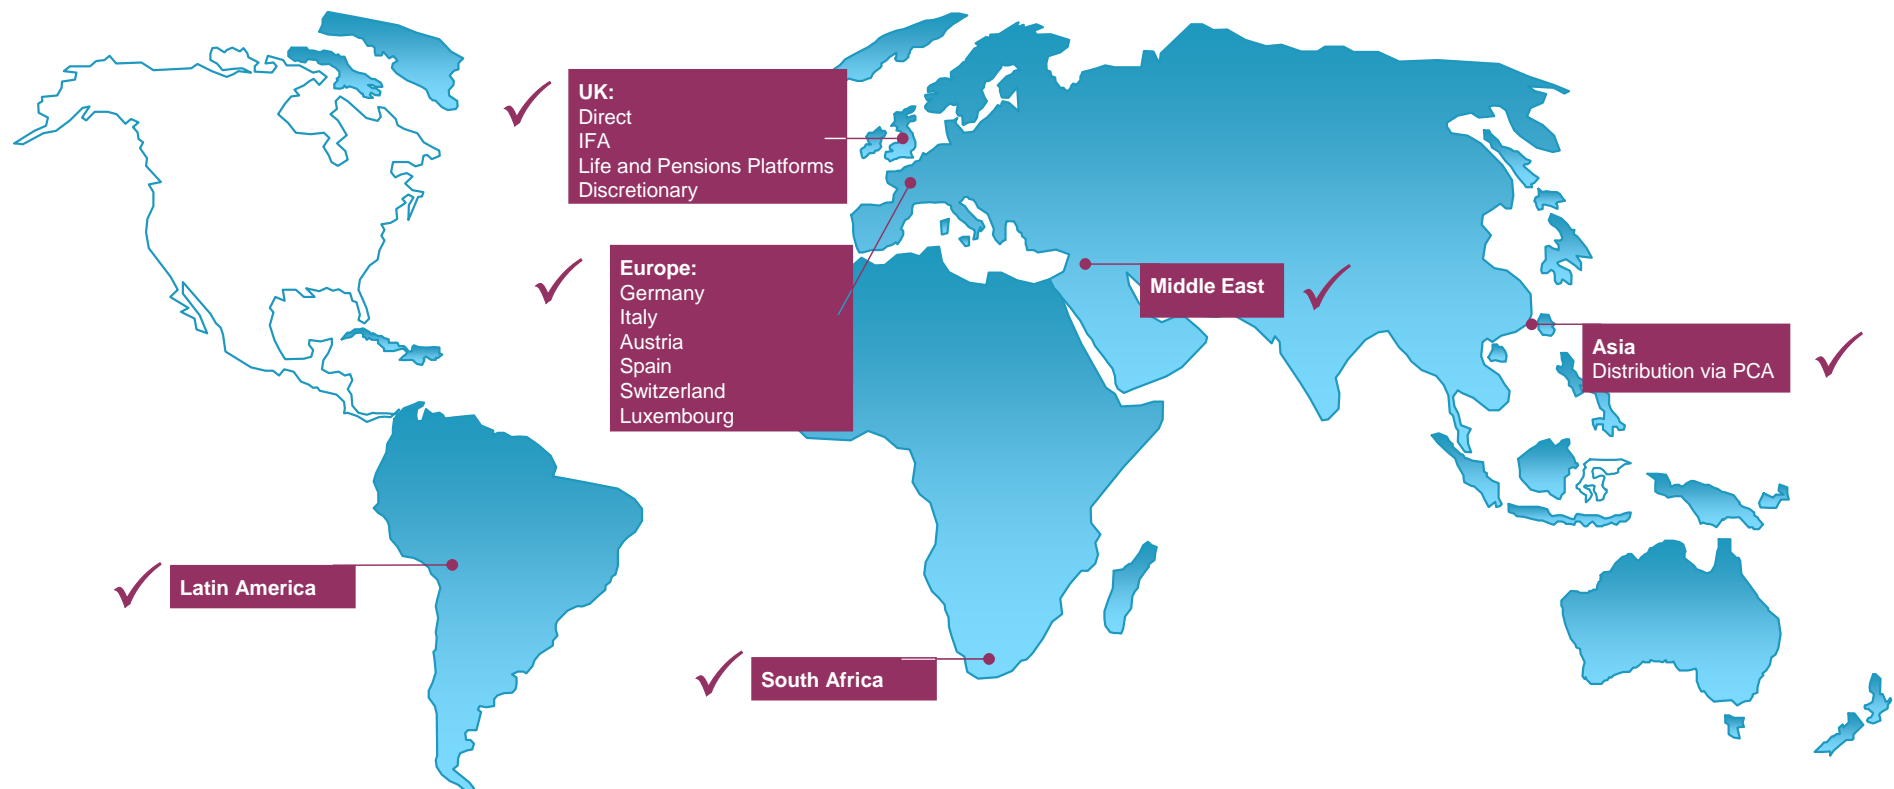 UK:
Direct
IFA
Life and Pensions Platforms
Discretionary
Europe:
Germany
Italy
Austria
Spain
Switzerland
Luxembourg
Middle East
Asia
Distribution via PCA
Latin America
South Africa